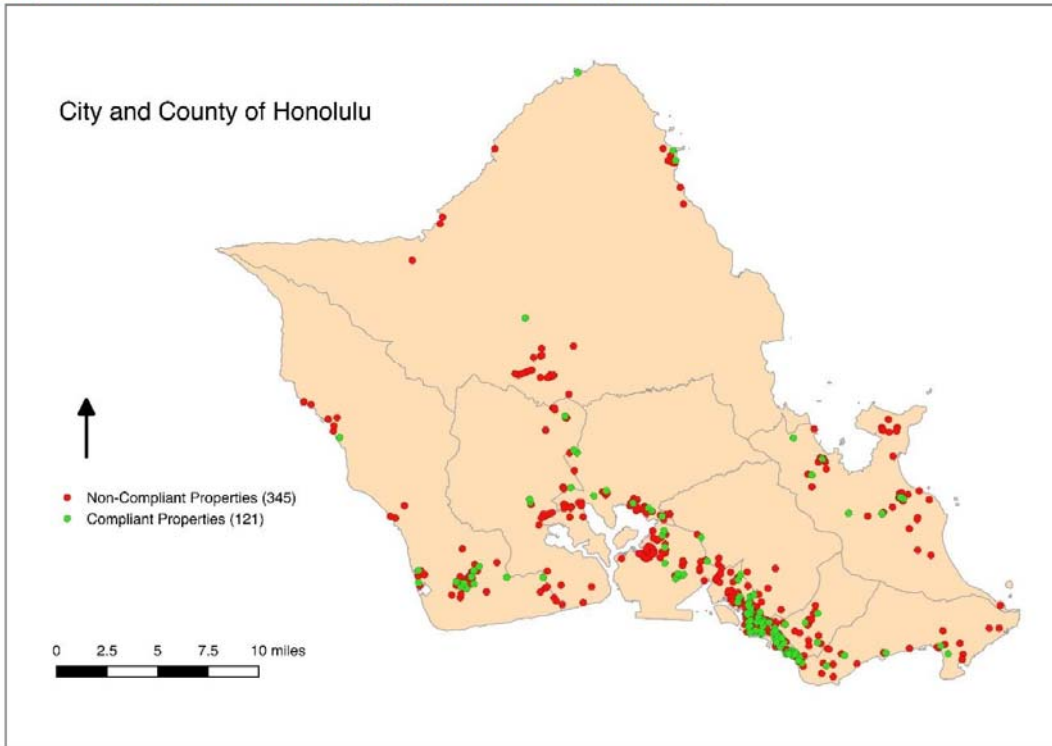 City and County of Honolulu
Non-Compliant Properties (345)
Compliant Properties (121)
0 2.5 5 7.5 10 miles